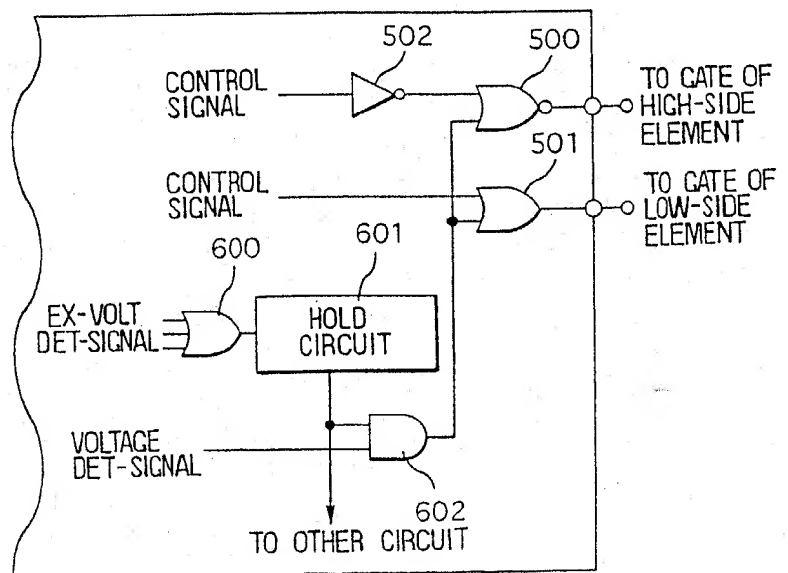 502
500
CONTROL
SIGNAL
TO GATE OF
HIGH-SIDE
ELEMENT
501
CONTROL
SIGNAL
TO GATE OF
LOW-SIDE
ELEMENT
600
601
EX-VOLT
DET-SIGNAL
HOLD
CIRCUIT
VOLTAGE
DET-SIGNAL
602
TO OTHER CIRCUIT